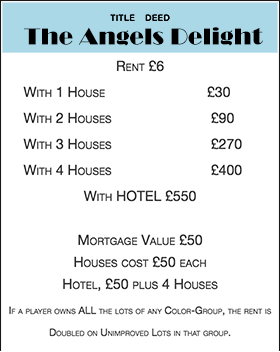 TITLE DEED
The Angels Delight
RENT £6
WITH 1 HOUSE £30
WITH 2 HOUSES £90
WITH 3 HOUSES £270
WITH 4 HOUSES £400
WITH HOTEL £550
MORTGAGE VALUE £50
HOUSES COST £50 EACH
HOTEL, £50 PLUS 4 HOUSES
IF A PLAYER OWNS ALL THE LOTS OF ANY COLOR-GROUP, THE RENT IS
DOUBLED ON UNIMPROVED LOTS IN THAT GROUP.